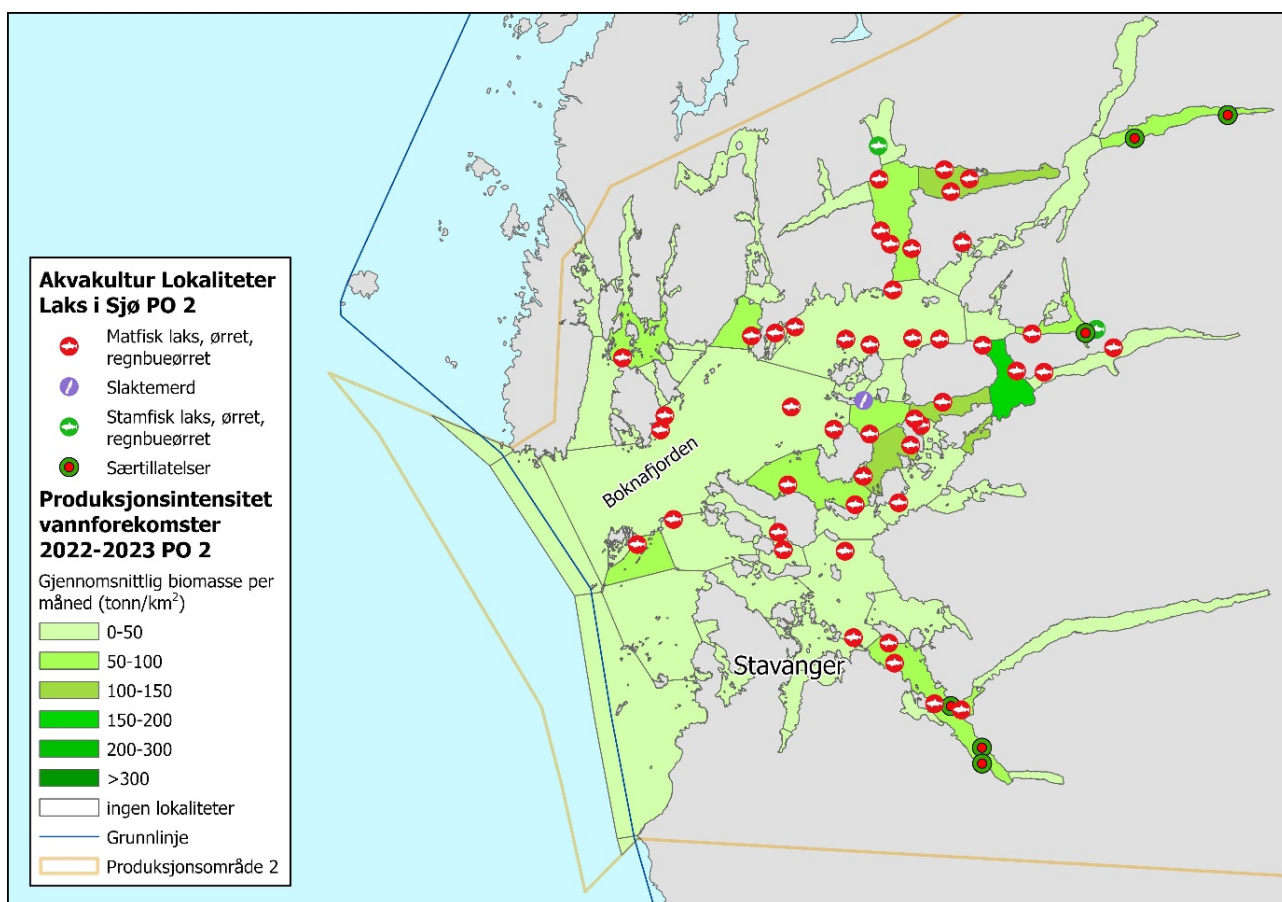 Akvakultur Lokaliteter
Laks i Sjø PO 2
Matfisk laks, ørret,
regnbueørret
Slaktemerd
Stamfisk laks, ørret,
regnbueørret
Særtillatelser
Produksjonsintensitet
vannforekomster
2022-2023 PO 2
Gjennomsnittlig biomasse per
måned (tonn/km²)
0-50
50-100
100-150
150-200
200-300
>300
ingen lokaliteter
Grunnlinje
Produksjonsområde 2
Boknafjorden
Stavanger